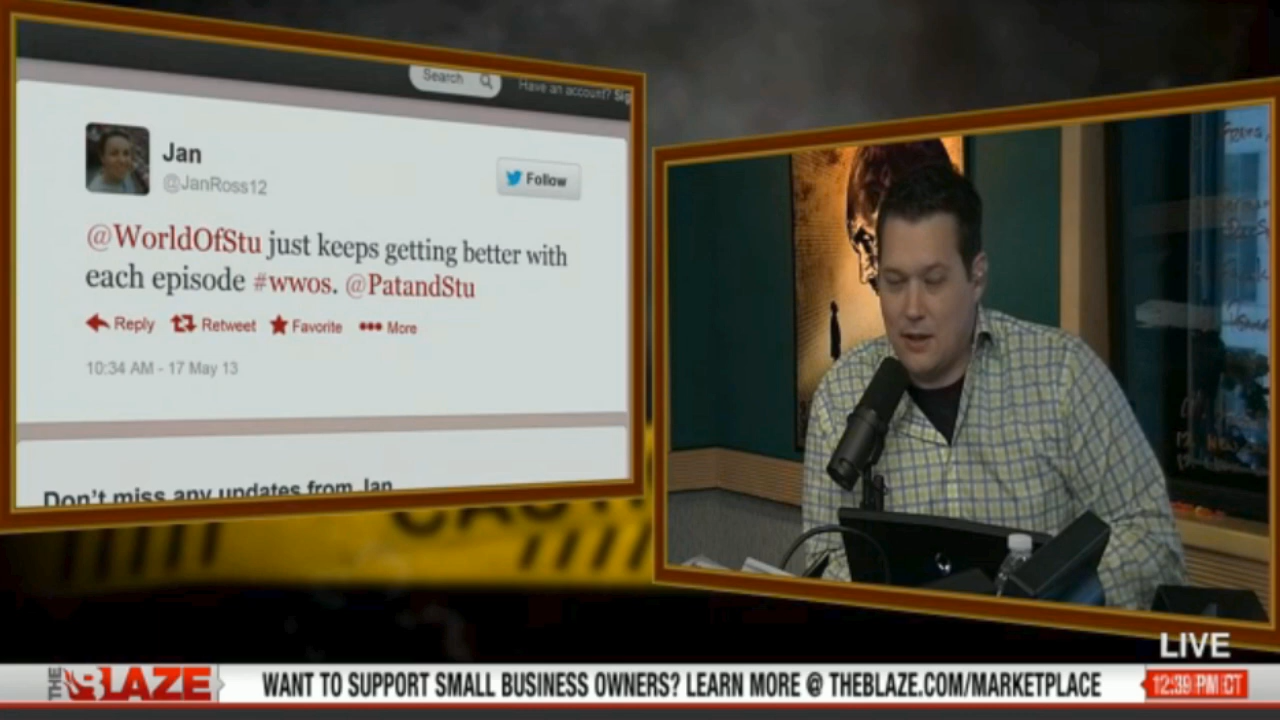 Search
Have an account? Sig
Jan
@JanRoss12
Follow
@WorldOfStu just keeps getting better with
each episode #wwos. @PatandStu
Reply Retweet Favorite More
10:34 AM - 17 May 13
Don't miss any updates from Jan
LIVE
THE BLAZE
WANT TO SUPPORT SMALL BUSINESS OWNERS? LEARN MORE @ THEBLAZE.COM/MARKETPLACE
12:39 PM CT